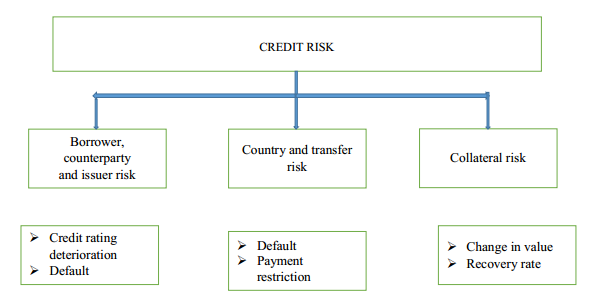 CREDIT RISK
Borrower,
counterparty
and issuer risk
Country and transfer
risk
Collateral risk
➢ Credit rating
deterioration
➢ Default
➢ Default
➢ Payment
restriction
➢ Change in value
➢ Recovery rate